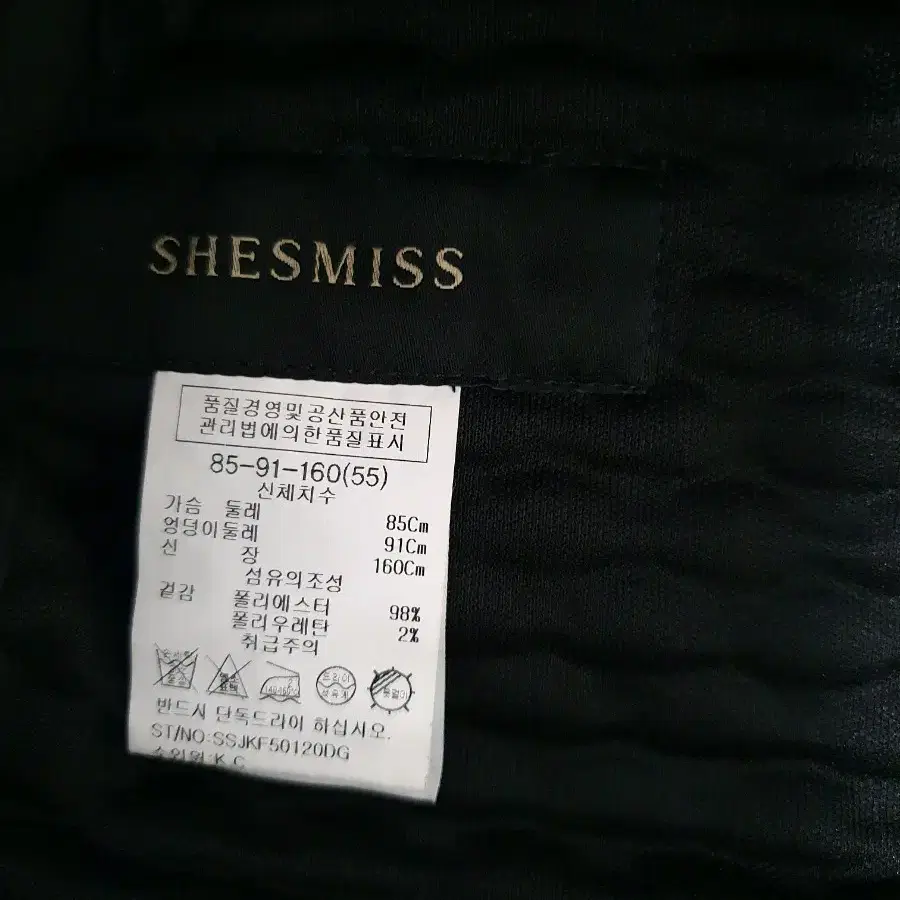 SHESMISS
품질경영및공산품안전
관리법에의한품질표시
85-91-160(55)
신체치수
가슴 둘레 85Cm
엉덩이둘레 91Cm
신 장 160Cm
섬유의조성
겉감 폴리에스터 98%
폴리우레탄 2%
취급주의
드라이
반드시 단독드라이 하십시오.
ST/NO:SSJKF50120DG